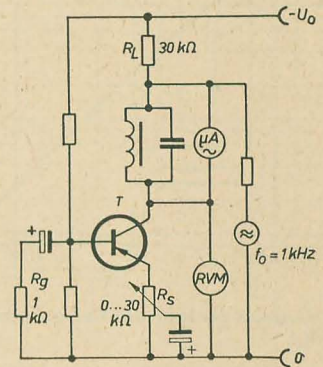 -U₀
R_L 30 kΩ
µA
T
+
f₀ = 1 kHz
R_g
1
kΩ
0...30
kΩ
R_s
RVM
+
0